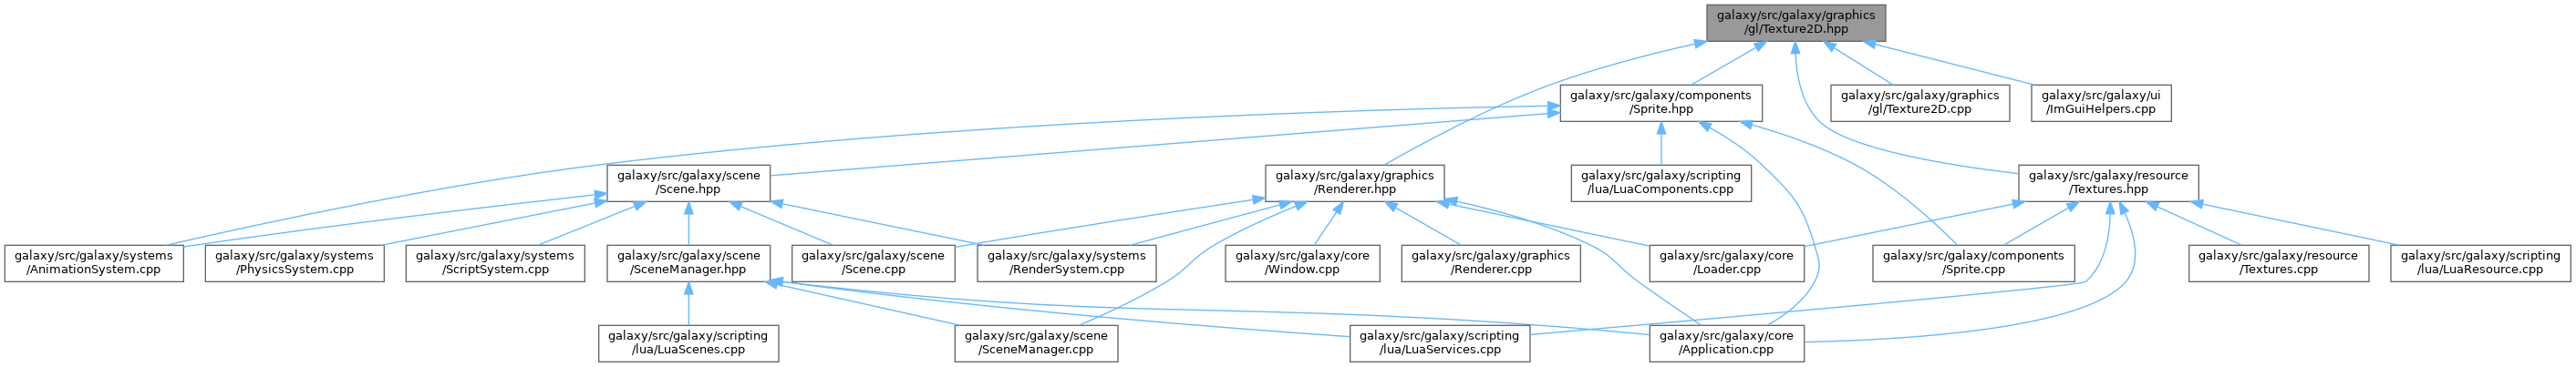 galaxy/src/galaxy/graphics
/gl/Texture2D.hpp
galaxy/src/galaxy/components
/Sprite.hpp
galaxy/src/galaxy/graphics
/gl/Texture2D.cpp
galaxy/src/galaxy/ui
/ImGuiHelpers.cpp
galaxy/src/galaxy/scene
/Scene.hpp
galaxy/src/galaxy/graphics
/Renderer.hpp
galaxy/src/galaxy/scripting
/lua/LuaComponents.cpp
galaxy/src/galaxy/resource
/Textures.hpp
galaxy/src/galaxy/systems
/AnimationSystem.cpp
galaxy/src/galaxy/systems
/PhysicsSystem.cpp
galaxy/src/galaxy/systems
/ScriptSystem.cpp
galaxy/src/galaxy/scene
/SceneManager.hpp
galaxy/src/galaxy/scene
/Scene.cpp
galaxy/src/galaxy/systems
/RenderSystem.cpp
galaxy/src/galaxy/core
/Window.cpp
galaxy/src/galaxy/graphics
/Renderer.cpp
galaxy/src/galaxy/core
/Loader.cpp
galaxy/src/galaxy/components
/Sprite.cpp
galaxy/src/galaxy/resource
/Textures.cpp
galaxy/src/galaxy/scripting
/lua/LuaResource.cpp
galaxy/src/galaxy/scripting
/lua/LuaScenes.cpp
galaxy/src/galaxy/scene
/SceneManager.cpp
galaxy/src/galaxy/scripting
/lua/LuaServices.cpp
galaxy/src/galaxy/core
/Application.cpp